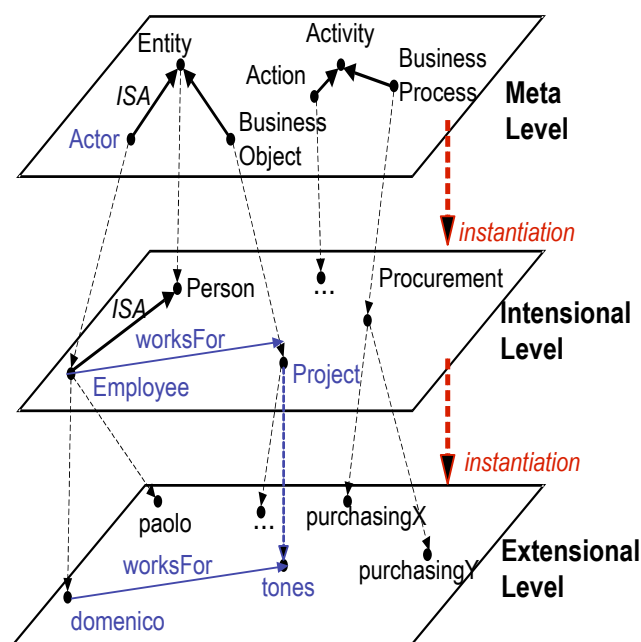 Entity
Activity
ISA
Action
Business
Process
Actor
Business
Object
Meta
Level
instantiation
Person
...
Procurement
ISA
worksFor
Employee
Project
Intensional
Level
instantiation
paolo
...
purchasingX
worksFor
tones
purchasingY
domenico
Extensional
Level